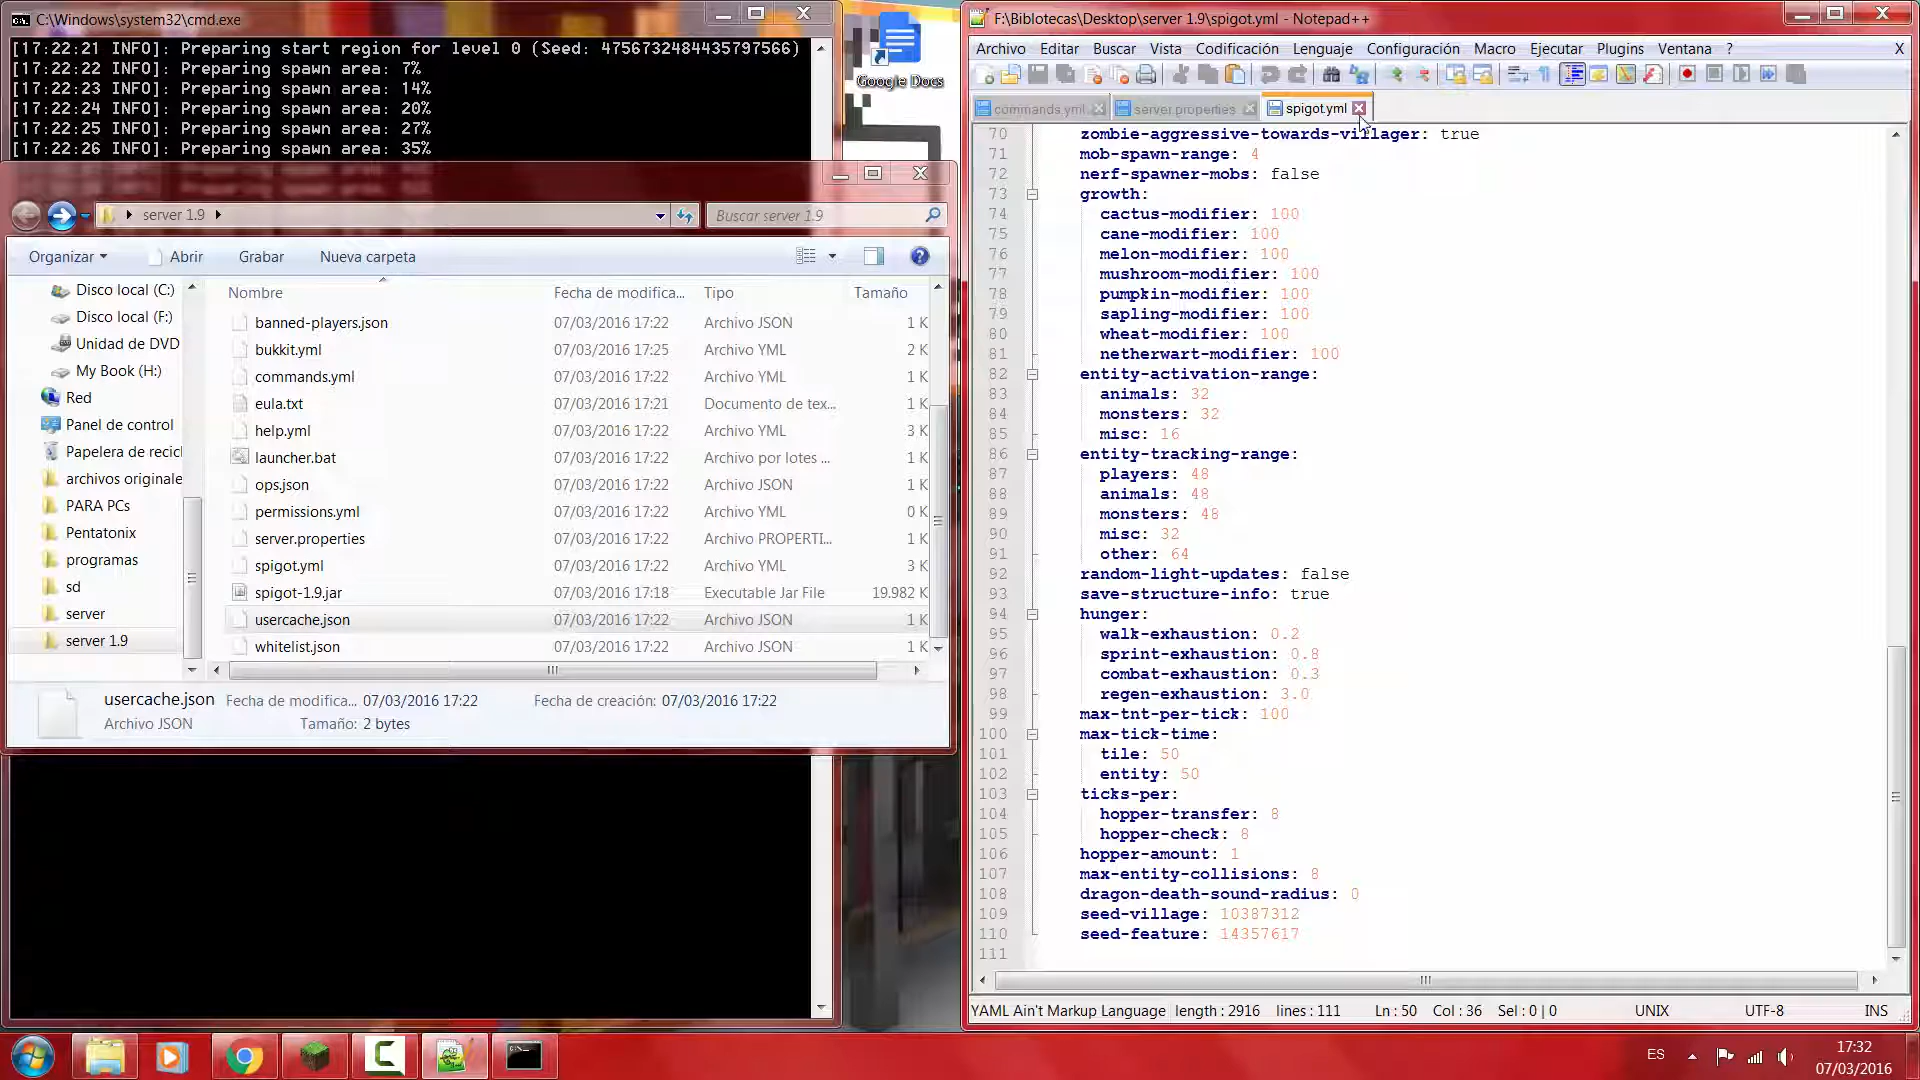 C:\Windows\system32\cmd.exe
[17:22:21 INFO]: Preparing start region for level 0 (Seed: 4756732484435797566)
[17:22:22 INFO]: Preparing spawn area: 7%
[17:22:23 INFO]: Preparing spawn area: 14%
[17:22:24 INFO]: Preparing spawn area: 20%
[17:22:25 INFO]: Preparing spawn area: 27%
[17:22:26 INFO]: Preparing spawn area: 35%
Google Docs
server 1.9
Buscar server 1.9
Organizar
Abrir
Grabar
Nueva carpeta
Disco local (C:)
Disco local (F:)
Unidad de DVD
My Book (H:)
Red
Panel de control
Papelera de recicl
archivos originale
PARA PCs
Pentatonix
programas
sd
server
server 1.9
Nombre Fecha de modifica... Tipo Tamaño
banned-players.json 07/03/2016 17:22 Archivo JSON 1 K
bukkit.yml 07/03/2016 17:25 Archivo YML 2 K
commands.yml 07/03/2016 17:22 Archivo YML 1 K
eula.txt 07/03/2016 17:21 Documento de tex... 1 K
help.yml 07/03/2016 17:22 Archivo YML 3 K
launcher.bat 07/03/2016 17:22 Archivo por lotes ... 1 K
ops.json 07/03/2016 17:22 Archivo JSON 1 K
permissions.yml 07/03/2016 17:22 Archivo YML 0 K
server.properties 07/03/2016 17:22 Archivo PROPERTI... 1 K
spigot.yml 07/03/2016 17:22 Archivo YML 3 K
spigot-1.9.jar 07/03/2016 17:18 Executable Jar File 19.982 K
usercache.json 07/03/2016 17:22 Archivo JSON 1 K
whitelist.json 07/03/2016 17:22 Archivo JSON 1 K
usercache.json Fecha de modifica... 07/03/2016 17:22 Fecha de creación: 07/03/2016 17:22
Archivo JSON Tamaño: 2 bytes
F:\Biblotecas\Desktop\server 1.9\spigot.yml - Notepad++
Archivo Editar Buscar Vista Codificación Lenguaje Configuración Macro Ejecutar Plugins Ventana ? X
commands.yml server.properties spigot.yml
70 zombie-aggressive-towards-villager: true
71 mob-spawn-range: 4
72 nerf-spawner-mobs: false
73 growth:
74 cactus-modifier: 100
75 cane-modifier: 100
76 melon-modifier: 100
77 mushroom-modifier: 100
78 pumpkin-modifier: 100
79 sapling-modifier: 100
80 wheat-modifier: 100
81 netherwart-modifier: 100
82 entity-activation-range:
83 animals: 32
84 monsters: 32
85 misc: 16
86 entity-tracking-range:
87 players: 48
88 animals: 48
89 monsters: 48
90 misc: 32
91 other: 64
92 random-light-updates: false
93 save-structure-info: true
94 hunger:
95 walk-exhaustion: 0.2
96 sprint-exhaustion: 0.8
97 combat-exhaustion: 0.3
98 regen-exhaustion: 3.0
99 max-tnt-per-tick: 100
100 max-tick-time:
101 tile: 50
102 entity: 50
103 ticks-per:
104 hopper-transfer: 8
105 hopper-check: 8
106 hopper-amount: 1
107 max-entity-collisions: 8
108 dragon-death-sound-radius: 0
109 seed-village: 10387312
110 seed-feature: 14357617
111
YAML Ain't Markup Language length : 2916 lines : 111 Ln : 50 Col : 36 Sel : 0 | 0 UNIX UTF-8 INS
ES
17:32
07/03/2016